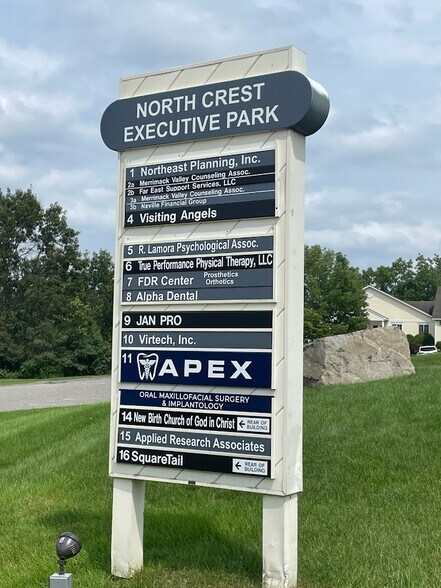 NORTH CREST
EXECUTIVE PARK
1 Northeast Planning, Inc.
2a Merrimack Valley Counseling Assoc.
2b Far East Support Services, LLC
3a Merrimack Valley Counseling Assoc.
3b Neville Financial Group
4 Visiting Angels
5 R. Lamora Psychological Assoc.
6 True Performance Physical Therapy, LLC
7 FDR Center Prosthetics Orthotics
8 Alpha Dental
9 JAN PRO
10 Virtech, Inc.
11 APEX
ORAL MAXILLOFACIAL SURGERY
& IMPLANTOLOGY
14 New Birth Church of God in Christ ← REAR OF BUILDING
15 Applied Research Associates
16 SquareTail ← REAR OF BUILDING